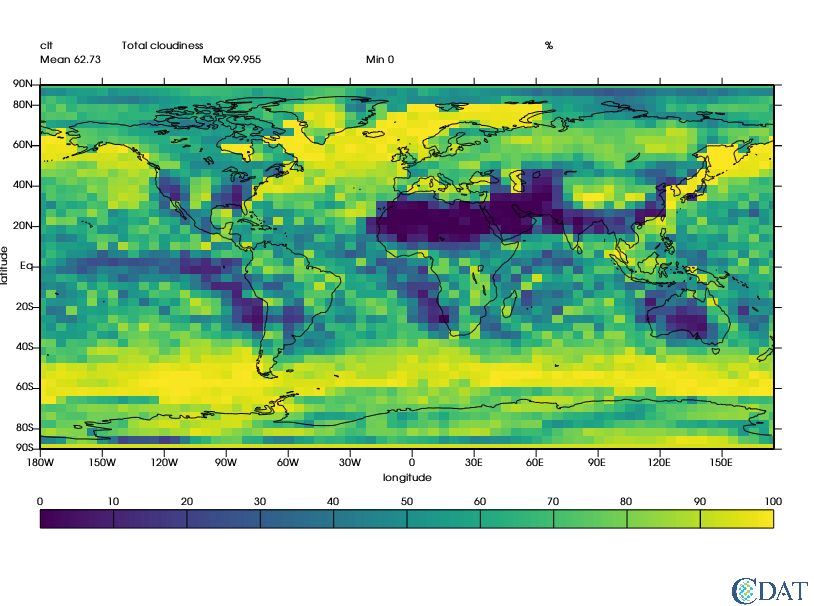 clt Total cloudiness %
Mean 62.73 Max 99.955 Min 0
90N
80N
60N
40N
20N
Eq
20S
40S
60S
80S
90S
latitude
180W 150W 120W 90W 60W 30W 0 30E 60E 90E 120E 150E
longitude
0 10 20 30 40 50 60 70 80 90 100
CDAT